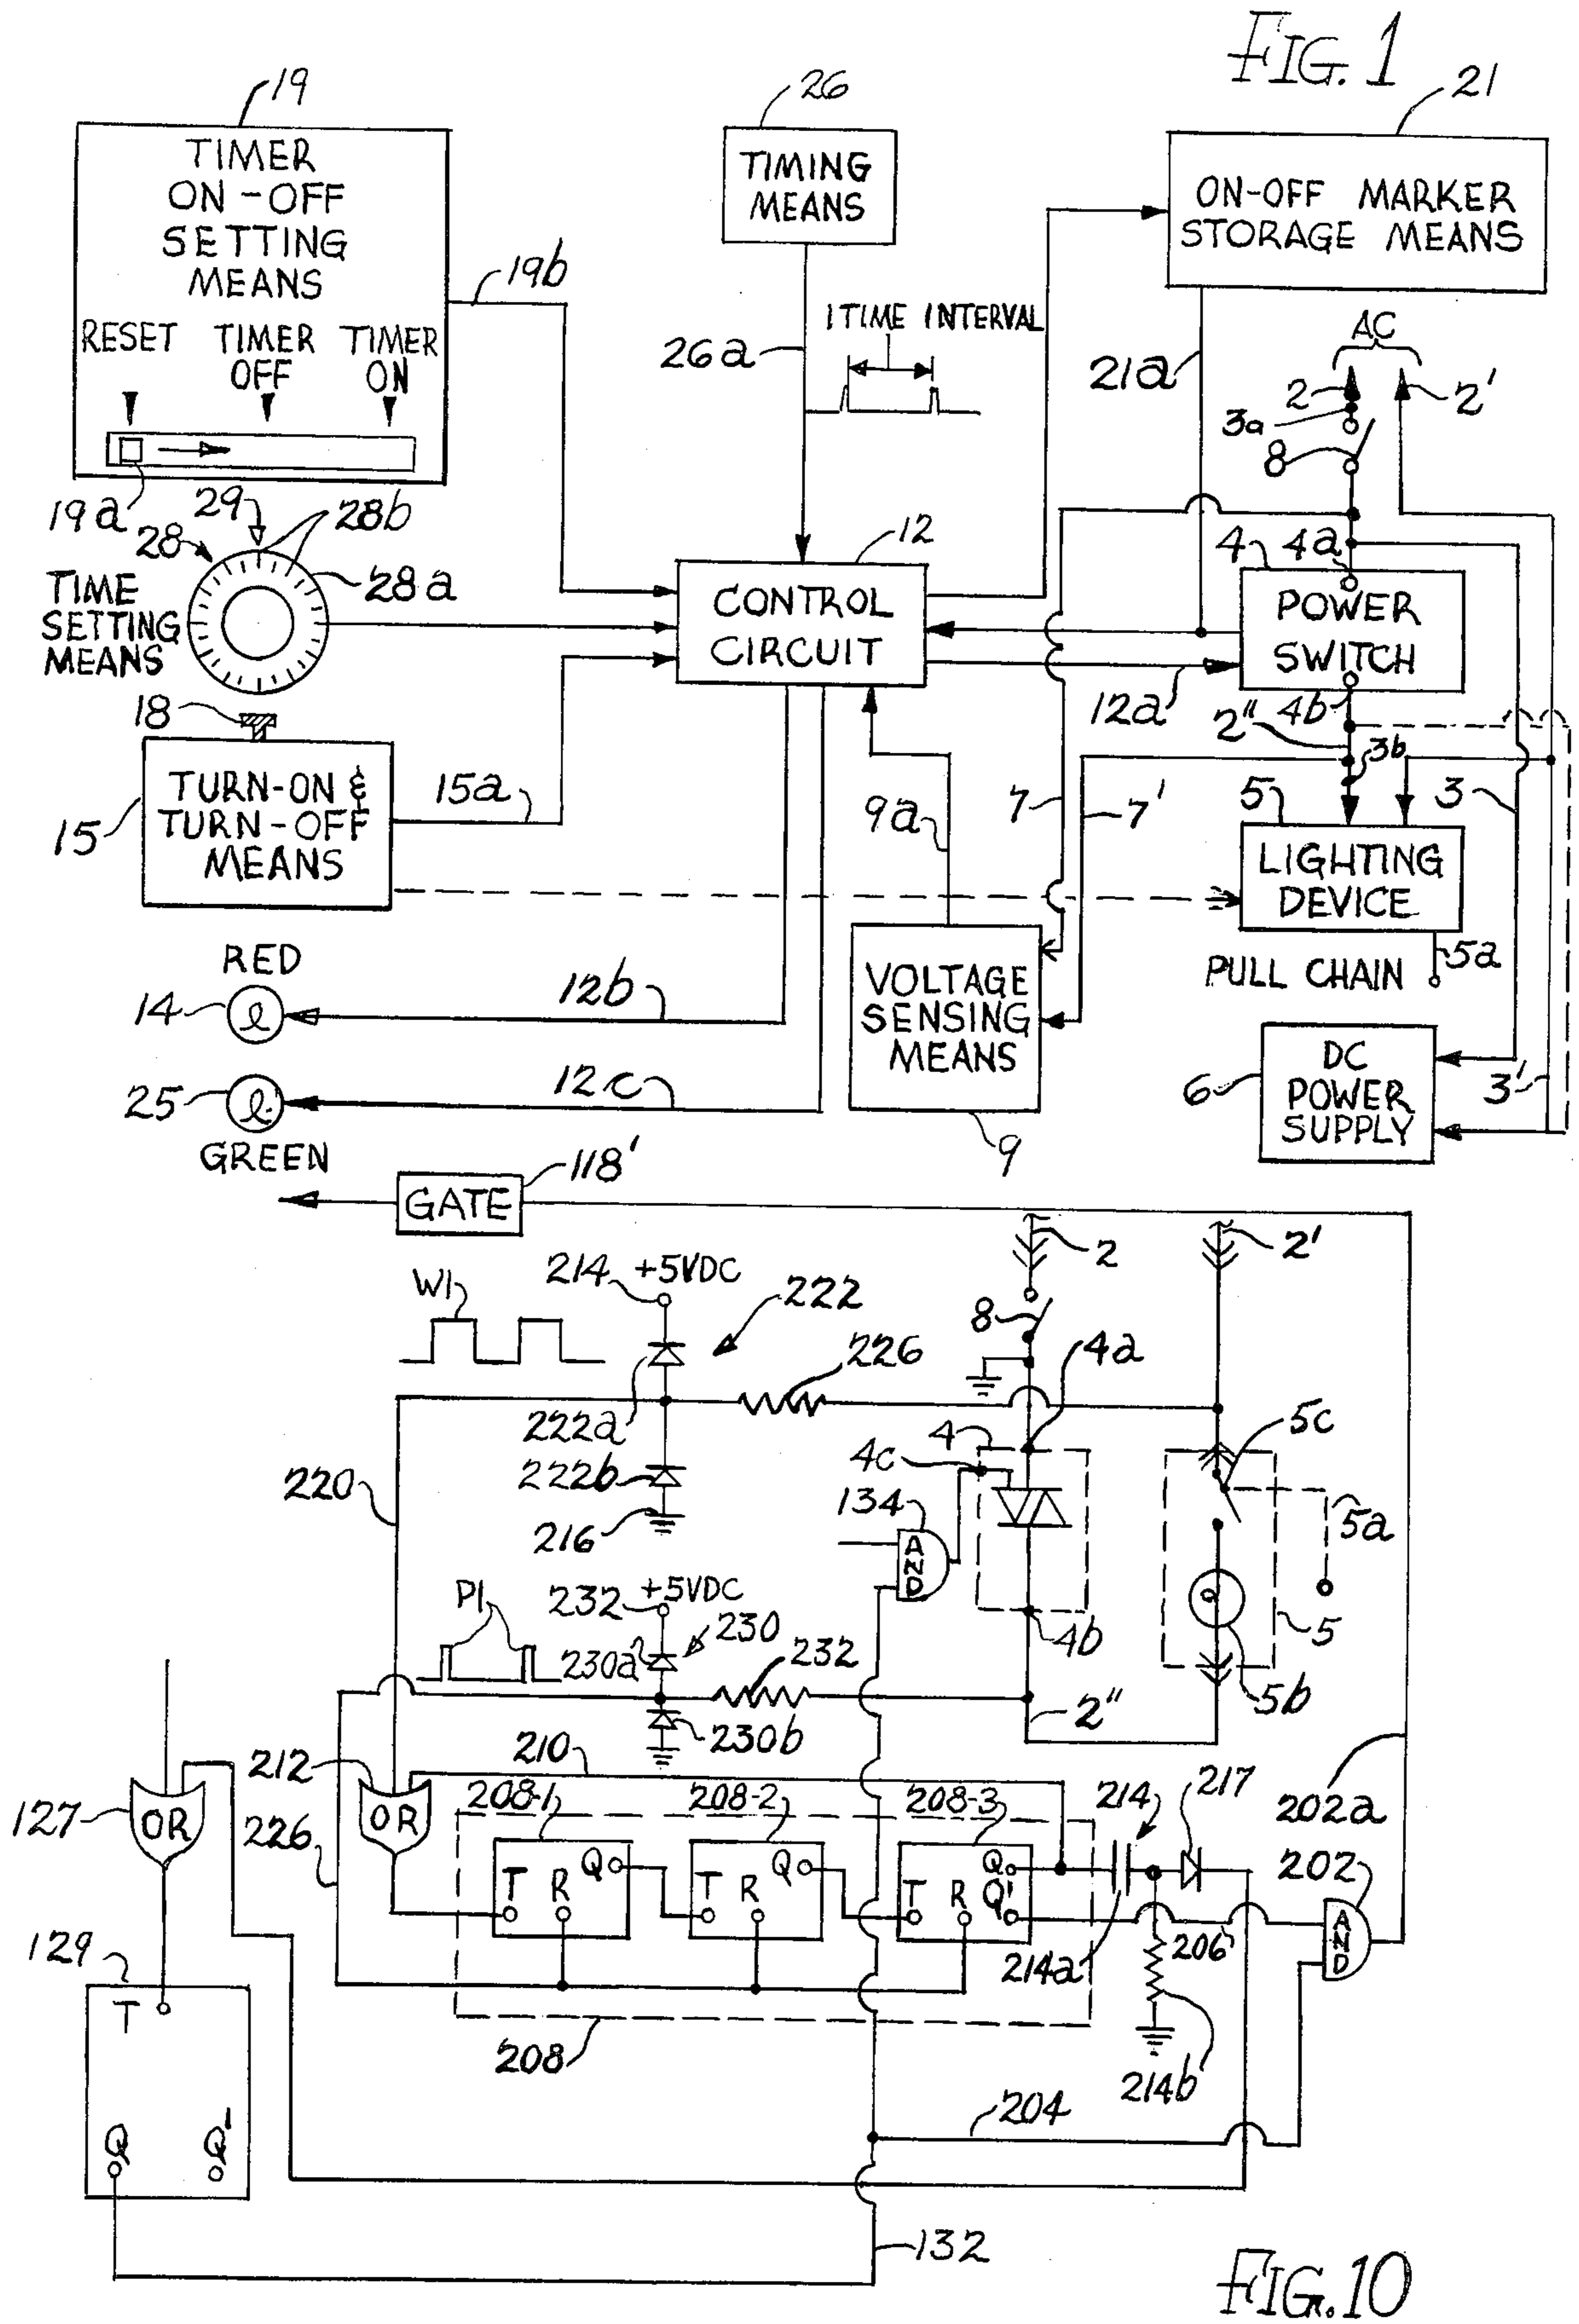 FIG. 1
19
TIMER
ON-OFF
SETTING
MEANS
RESET
TIMER
OFF
TIMER
ON
19a
19b
26
TIMING
MEANS
26a
1 TIME INTERVAL
21
ON-OFF MARKER
STORAGE MEANS
21a
AC
2
2'
3a
8
29
28
28b
28a
TIME
SETTING
MEANS
12
CONTROL
CIRCUIT
4
4a
POWER
SWITCH
4b
12a
2"
3b
18
15
TURN-ON &
TURN-OFF
MEANS
15a
9a
7
7'
5
3
LIGHTING
DEVICE
5a
PULL CHAIN
RED
14
12b
VOLTAGE
SENSING
MEANS
9
25
12c
GREEN
6
DC
POWER
SUPPLY
3'
118'
GATE
2
2'
W1
214
+5VDC
222
8
226
4a
222a
4
4c
5c
220
222b
134
AND
216
5a
P1
232
+5VDC
230
230a
232
4b
5
5b
2"
230b
212
210
OR
208-1
208-2
208-3
214
217
202a
127
OR
226
T
R
Q
T
R
Q
T
R
Q
Q'
202
AND
206
214a
129
T
Q
Q'
208
214b
204
132
FIG. 10